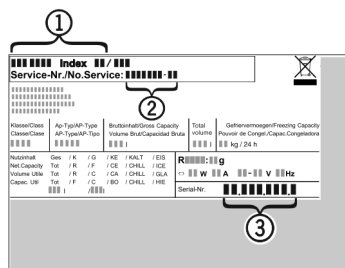 1
Index /
Service-Nr./No.Service: -
2
Klasse/Class Ap-Typ/AP-Type Bruttoinhalt/Gross Capacity Total Gefriervermoegen/Freezing Capacity
Classe/Clase AP-Type/AP-Tipo Volume Brut/Capacidad Bruta volume Pouvoir de Congel./Capac.Congeladora
l l kg / 24 h
Nutzinhalt Ges / K / G / KE / KALT / EIS
Net.Capacity Tot / R / F / CE / CHILL / ICE
Volume Utile Tot / R / C / CA / CHILL / GLA
Capac. Util Tot / F / C / BO / CHILL / HIE
l / l
R : g
W A - V Hz
Serial-Nr. . . .
3